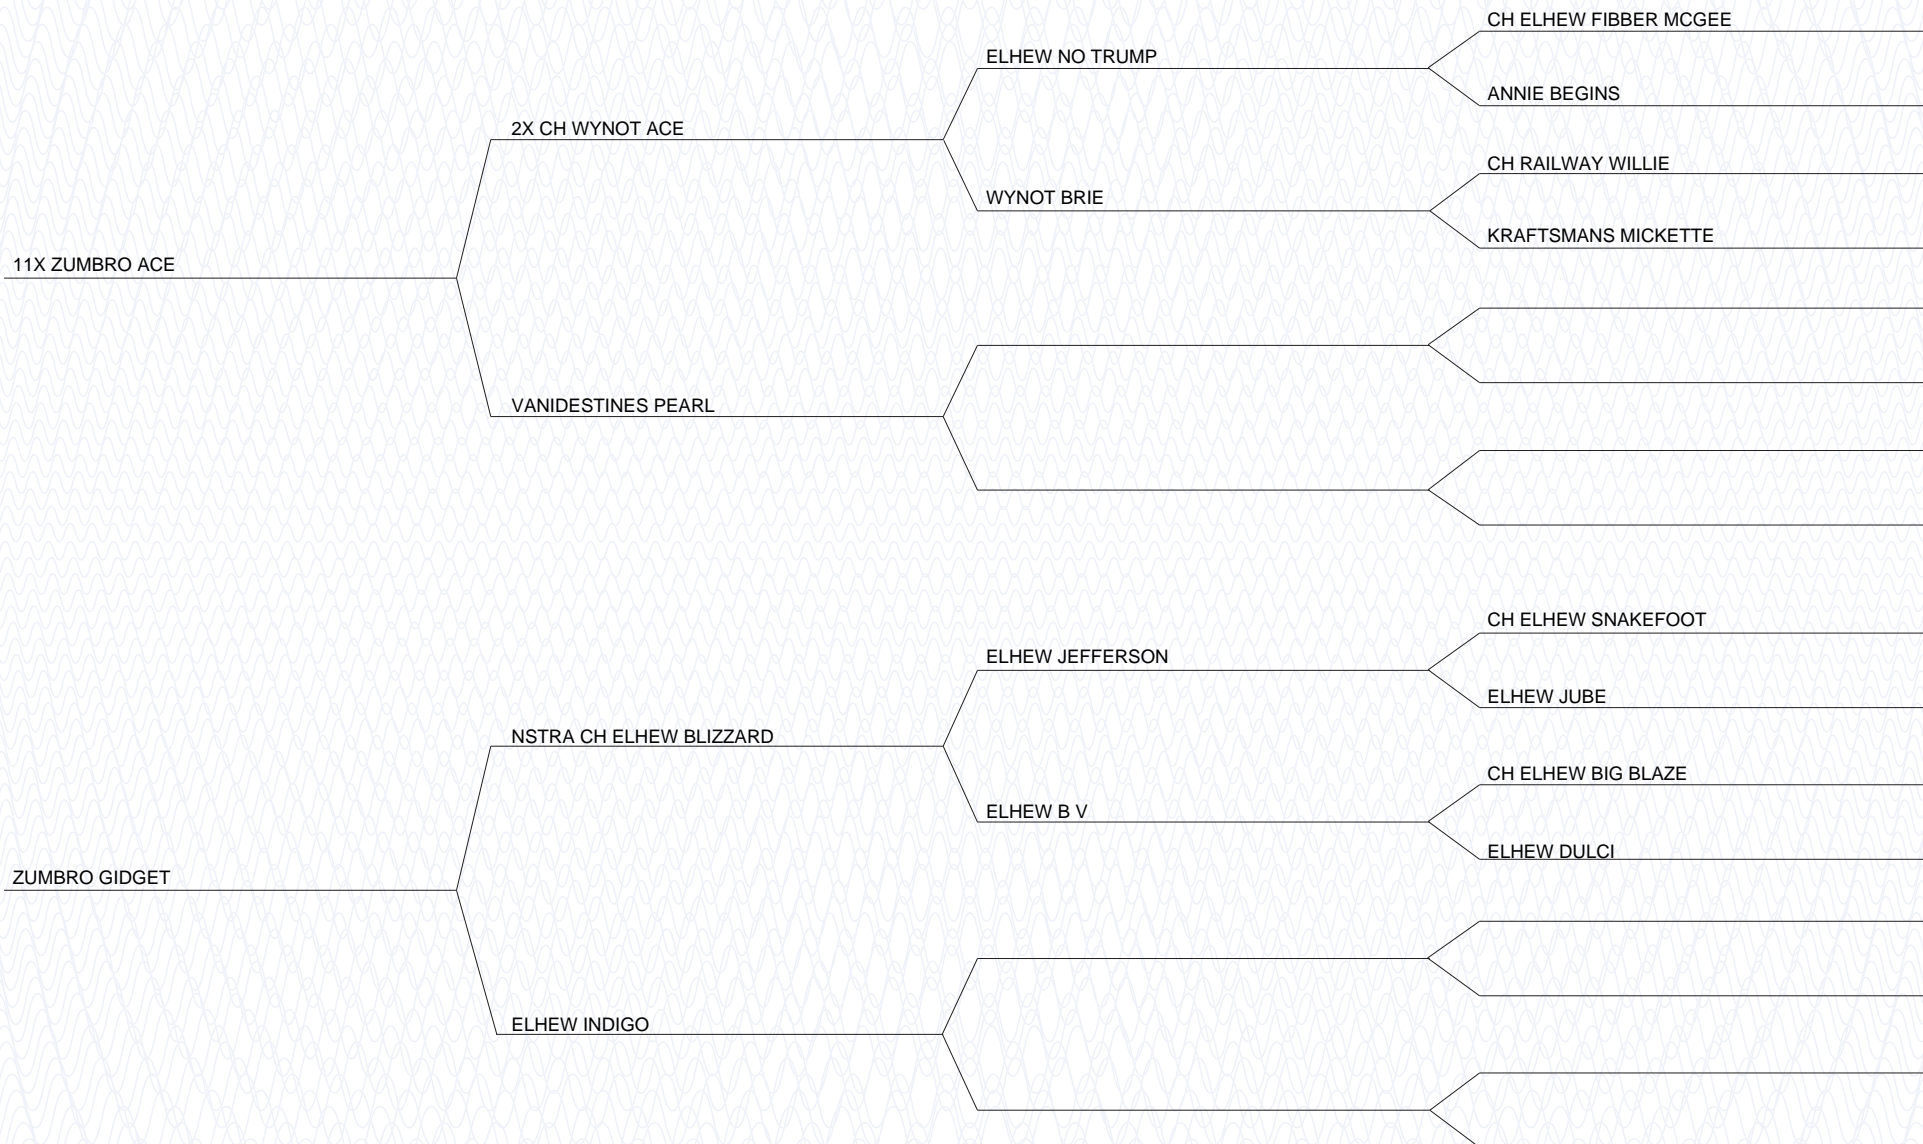 CH ELHEW FIBBER MCGEE
ELHEW NO TRUMP
ANNIE BEGINS
2X CH WYNOT ACE
CH RAILWAY WILLIE
WYNOT BRIE
KRAFTSMANS MICKETTE
11X ZUMBRO ACE
VANIDESTINES PEARL
CH ELHEW SNAKEFOOT
ELHEW JEFFERSON
ELHEW JUBE
NSTRA CH ELHEW BLIZZARD
CH ELHEW BIG BLAZE
ELHEW B V
ELHEW DULCI
ZUMBRO GIDGET
ELHEW INDIGO